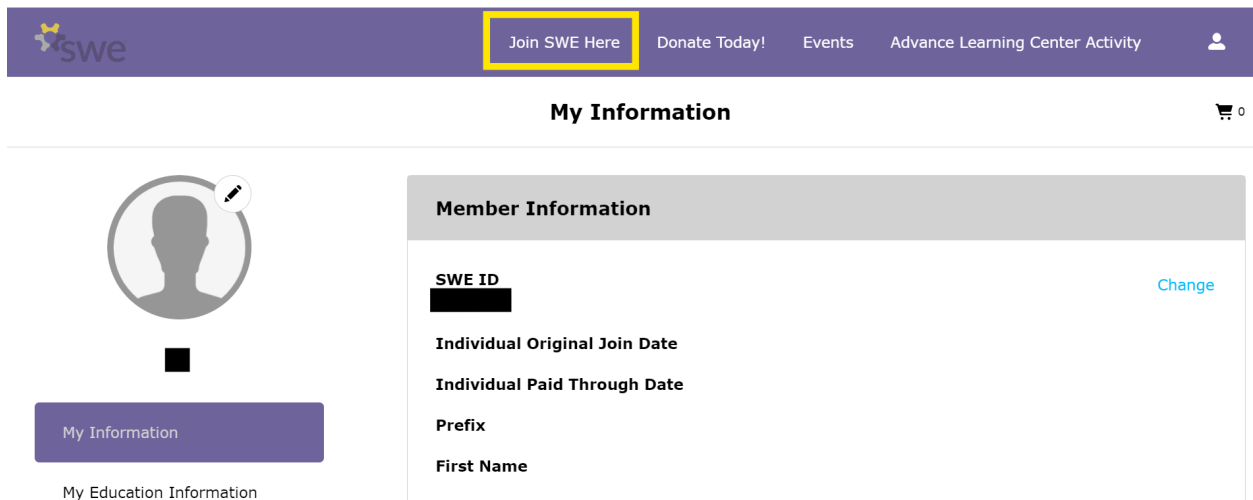 swe
Join SWE Here Donate Today! Events Advance Learning Center Activity
My Information
0
Member Information
SWE ID
Change
Individual Original Join Date
Individual Paid Through Date
Prefix
First Name
My Information
My Education Information